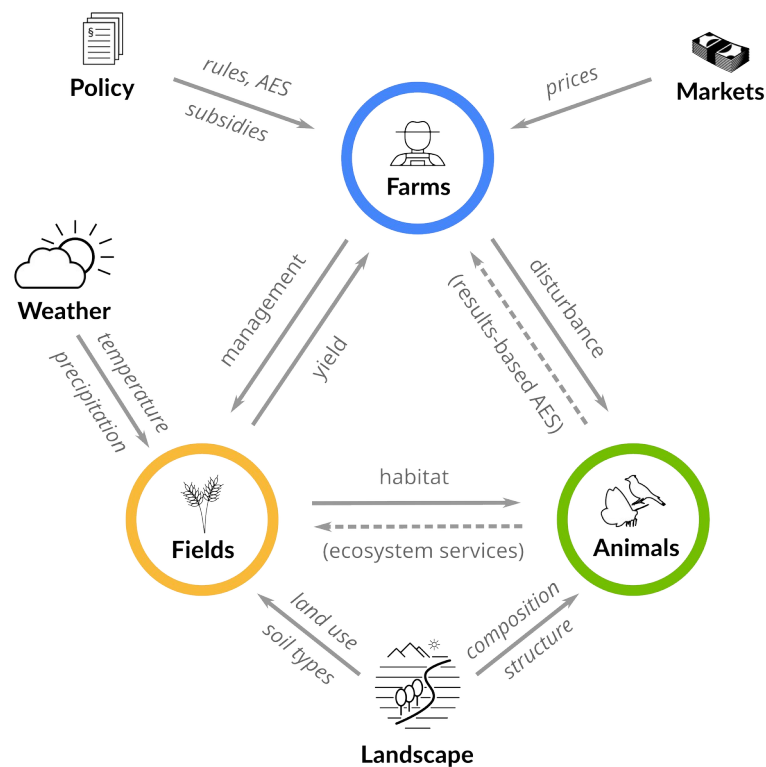 §
Policy
rules, AES
subsidies
prices
Markets
Farms
Weather
temperature
precipitation
management
yield
disturbance
(results-based AES)
habitat
(ecosystem services)
Fields
Animals
land use
soil types
composition
structure
Landscape